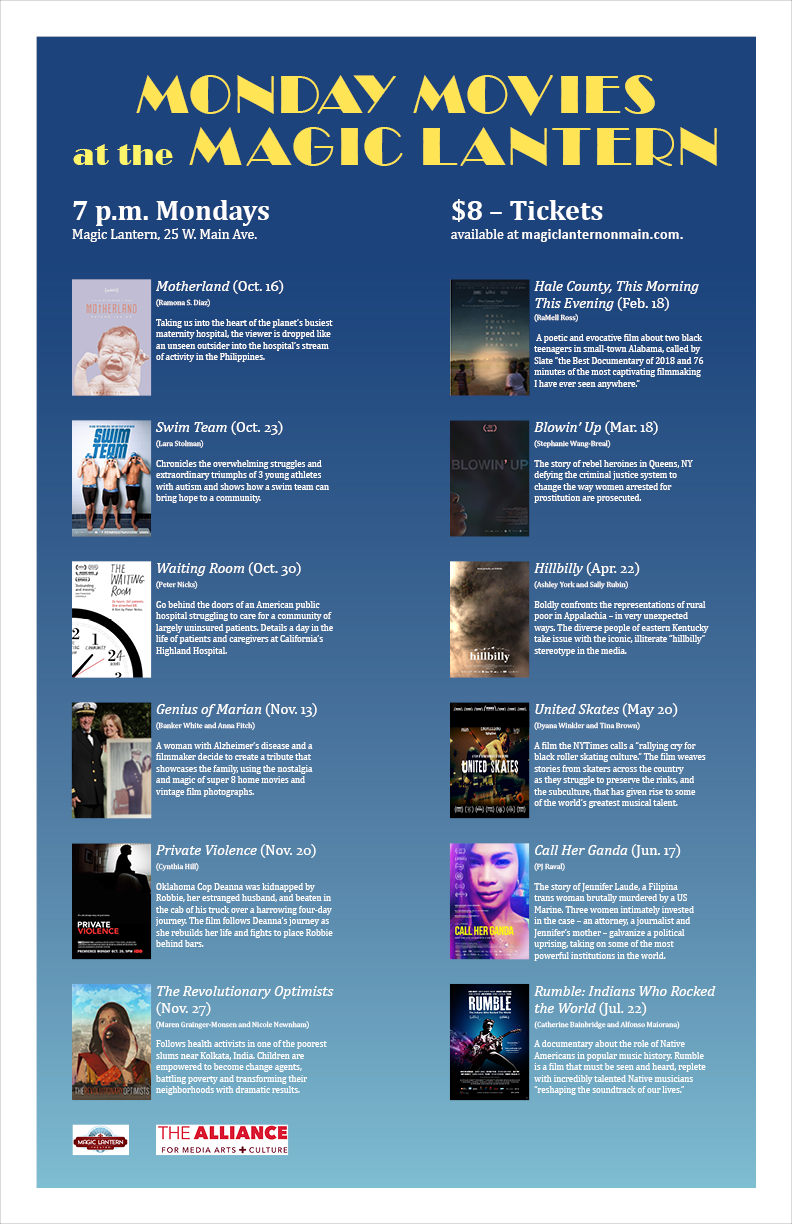 MONDAY MOVIES
at the MAGIC LANTERN
7 p.m. Mondays
Magic Lantern, 25 W. Main Ave.
$8 – Tickets
available at magiclanternonmain.com.
MOTHERLAND
Motherland (Oct. 16)
(Ramona S. Diaz)
Taking us into the heart of the planet's busiest
maternity hospital, the viewer is dropped like
an unseen outsider into the hospital's stream
of activity in the Philippines.
SWIM
TEAM
Swim Team (Oct. 23)
(Lara Stolman)
Chronicles the overwhelming struggles and
extraordinary triumphs of 3 young athletes
with autism and shows how a swim team can
bring hope to a community.
THE
WAITING
ROOM
Waiting Room (Oct. 30)
(Peter Nicks)
Go behind the doors of an American public
hospital struggling to care for a community of
largely uninsured patients. Details a day in the
life of patients and caregivers at California's
Highland Hospital.
Genius of Marian (Nov. 13)
(Banker White and Anna Fitch)
A woman with Alzheimer's disease and a
filmmaker decide to create a tribute that
showcases the family, using the nostalgia
and magic of super 8 home movies and
vintage film photographs.
PRIVATE
VIOLENCE
Private Violence (Nov. 20)
(Cynthia Hill)
Oklahoma Cop Deanna was kidnapped by
Robbie, her estranged husband, and beaten in
the cab of his truck over a harrowing four-day
journey. The film follows Deanna's journey as
she rebuilds her life and fights to place Robbie
behind bars.
THE REVOLUTIONARY OPTIMISTS
The Revolutionary Optimists
(Nov. 27)
(Maren Grainger-Monsen and Nicole Newnham)
Follows health activists in one of the poorest
slums near Kolkata, India. Children are
empowered to become change agents,
battling poverty and transforming their
neighborhoods with dramatic results.
HALE
COUNTY
THIS
MORNING
THIS
EVENING
Hale County, This Morning
This Evening (Feb. 18)
(RaMell Ross)
A poetic and evocative film about two black
teenagers in small-town Alabama, called by
Slate "the Best Documentary of 2018 and 76
minutes of the most captivating filmmaking
I have ever seen anywhere."
BLOWIN' UP
Blowin' Up (Mar. 18)
(Stephanie Wang-Breal)
The story of rebel heroines in Queens, NY
defying the criminal justice system to
change the way women arrested for
prostitution are prosecuted.
hillbilly
Hillbilly (Apr. 22)
(Ashley York and Sally Rubin)
Boldly confronts the representations of rural
poor in Appalachia – in very unexpected
ways. The diverse people of eastern Kentucky
take issue with the iconic, illiterate "hillbilly"
stereotype in the media.
UNITED SKATES
United Skates (May 20)
(Dyana Winkler and Tina Brown)
A film the NYTimes calls a "rallying cry for
black roller skating culture." The film weaves
stories from skaters across the country
as they struggle to preserve the rinks, and
the subculture, that has given rise to some
of the world's greatest musical talent.
CALL HER GANDA
Call Her Ganda (Jun. 17)
(PJ Raval)
The story of Jennifer Laude, a Filipina
trans woman brutally murdered by a US
Marine. Three women intimately invested
in the case – an attorney, a journalist and
Jennifer's mother – galvanize a political
uprising, taking on some of the most
powerful institutions in the world.
RUMBLE
Rumble: Indians Who Rocked
the World (Jul. 22)
(Catherine Bainbridge and Alfonso Maiorana)
A documentary about the role of Native
Americans in popular music history. Rumble
is a film that must be seen and heard, replete
with incredibly talented Native musicians
"reshaping the soundtrack of our lives."
MAGIC LANTERN
THE ALLIANCE
FOR MEDIA ARTS + CULTURE